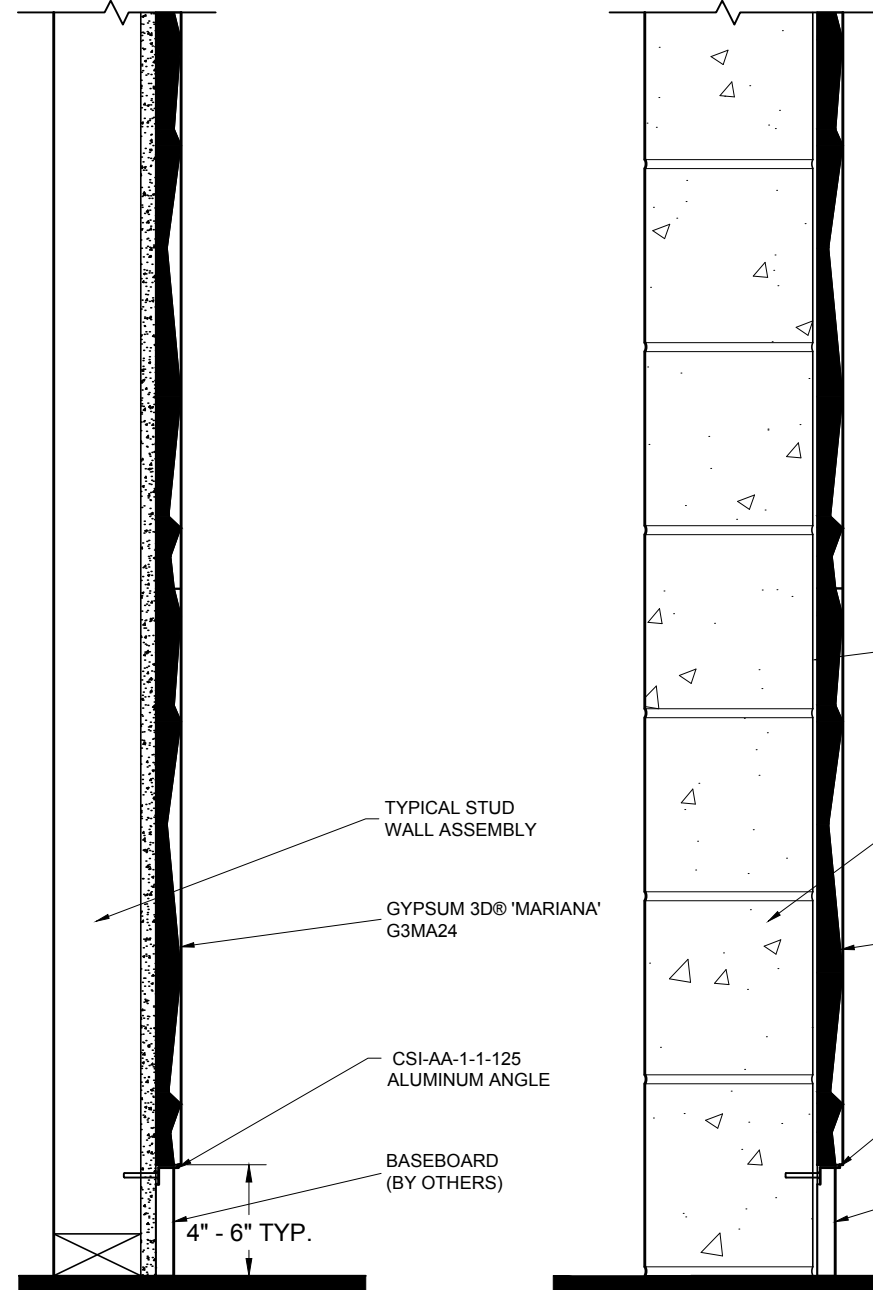 TYPICAL STUD
WALL ASSEMBLY
GYPSUM 3D® 'MARIANA'
G3MA24
CSI-AA-1-1-125
ALUMINUM ANGLE
BASEBOARD
(BY OTHERS)
4" - 6" TYP.